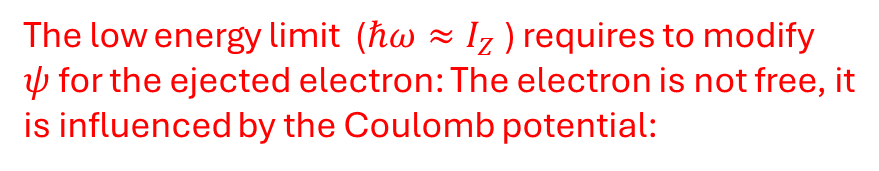 The low energy limit (ℏω ≈ I_Z ) requires to modify
ψ for the ejected electron: The electron is not free, it
is influenced by the Coulomb potential: